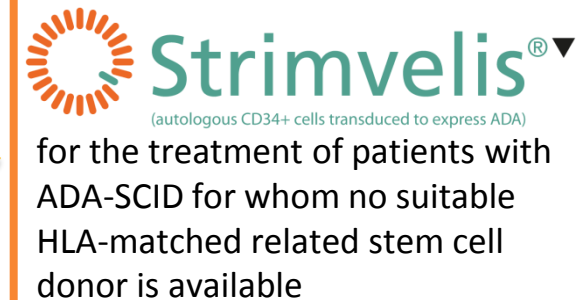 Strimvelis®▼
(autologous CD34+ cells transduced to express ADA)
for the treatment of patients with
ADA-SCID for whom no suitable
HLA-matched related stem cell
donor is available